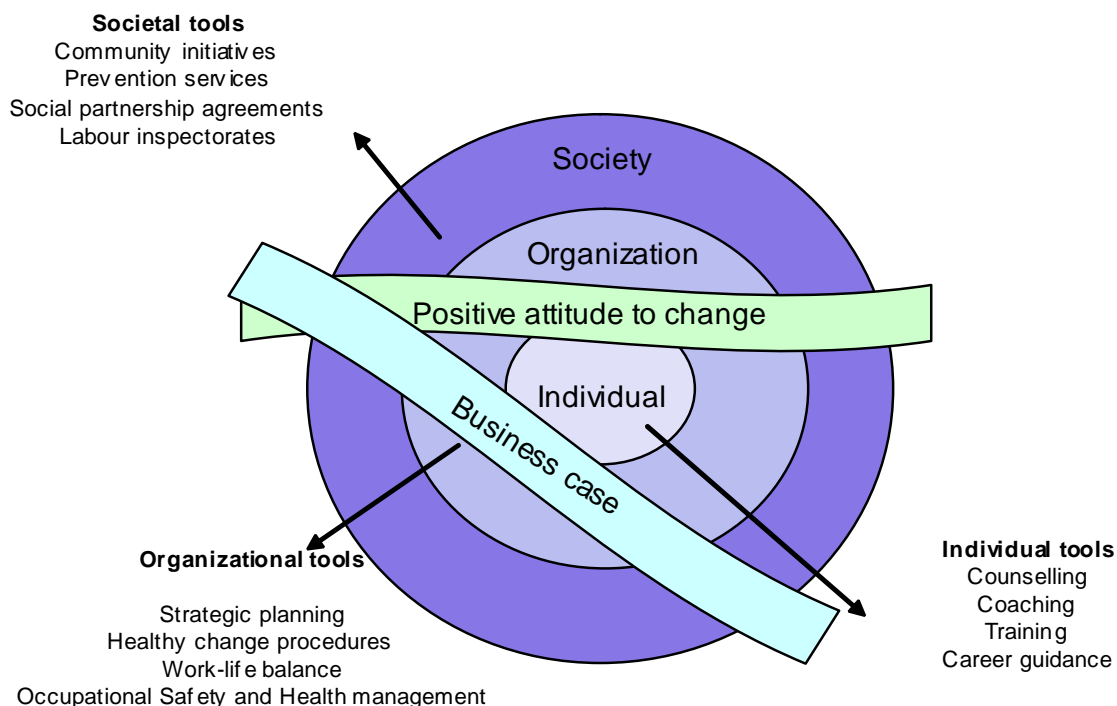 Societal tools
Community initiatives
Prevention services
Social partnership agreements
Labour inspectorates
Society
Organization
Positive attitude to change
Individual
Business case
Organizational tools
Strategic planning
Healthy change procedures
Work-life balance
Occupational Safety and Health management
Individual tools
Counselling
Coaching
Training
Career guidance